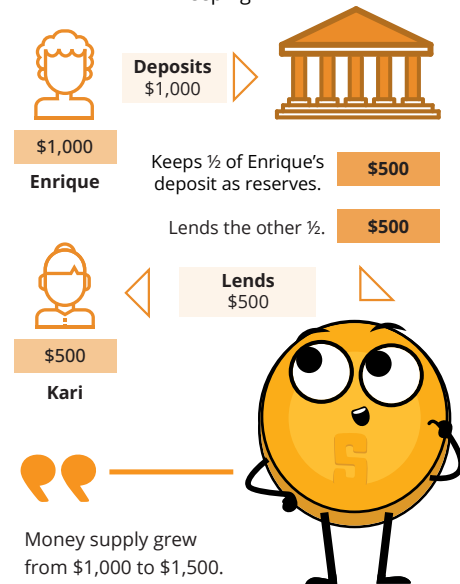 Deposits
$1,000
$1,000
Enrique
Keeps ½ of Enrique’s
deposit as reserves.
$500
Lends the other ½.
$500
Lends
$500
$500
Kari
Money supply grew
from $1,000 to $1,500.